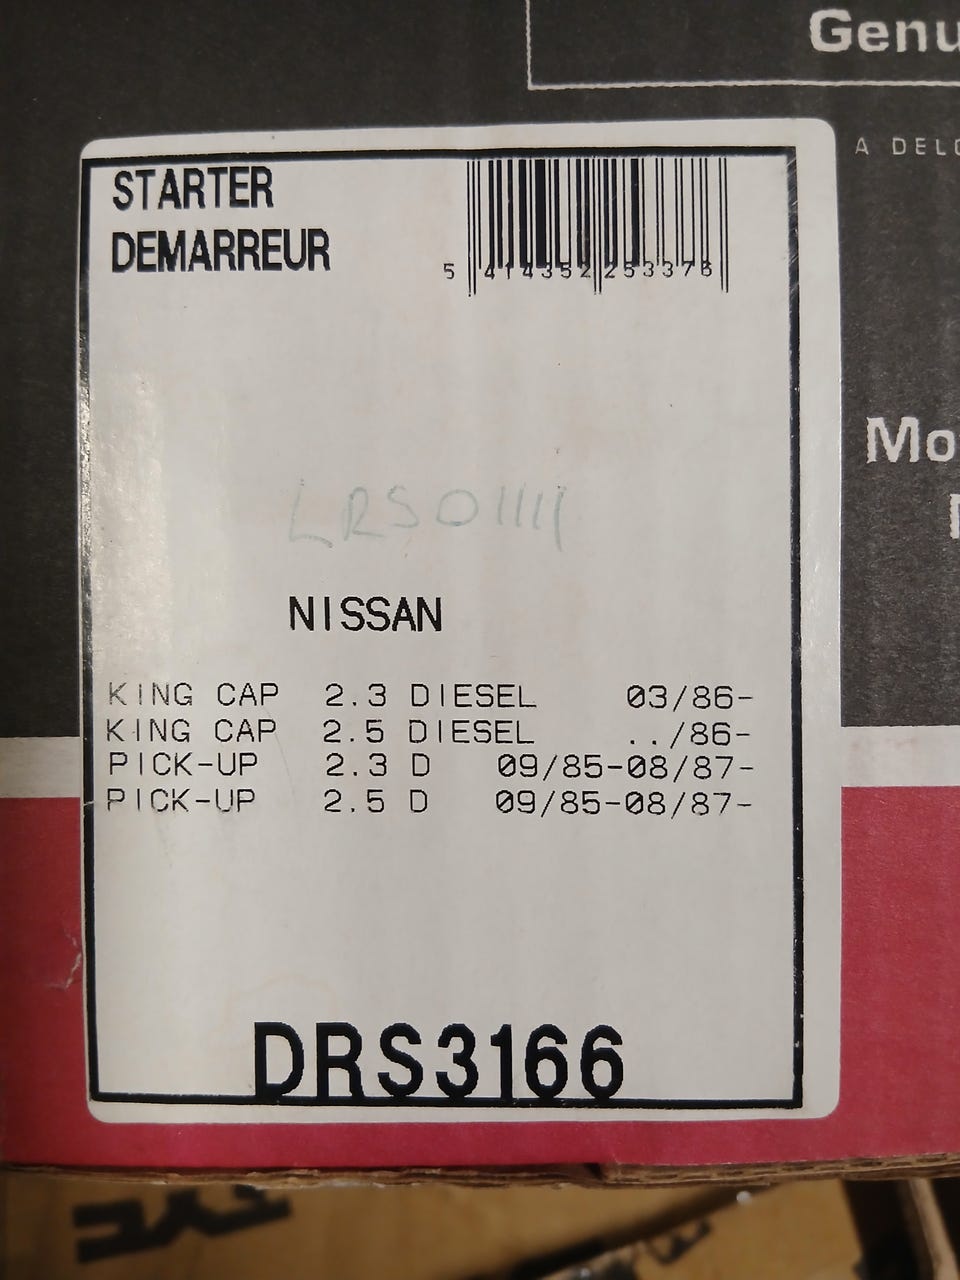 Genu
A DELC
STARTER
DEMARREUR
5 414352 253376
Mo
LRS01111
NISSAN
KING CAP 2.3 DIESEL 03/86-
KING CAP 2.5 DIESEL ../86-
PICK-UP 2.3 D 09/85-08/87-
PICK-UP 2.5 D 09/85-08/87-
DRS3166